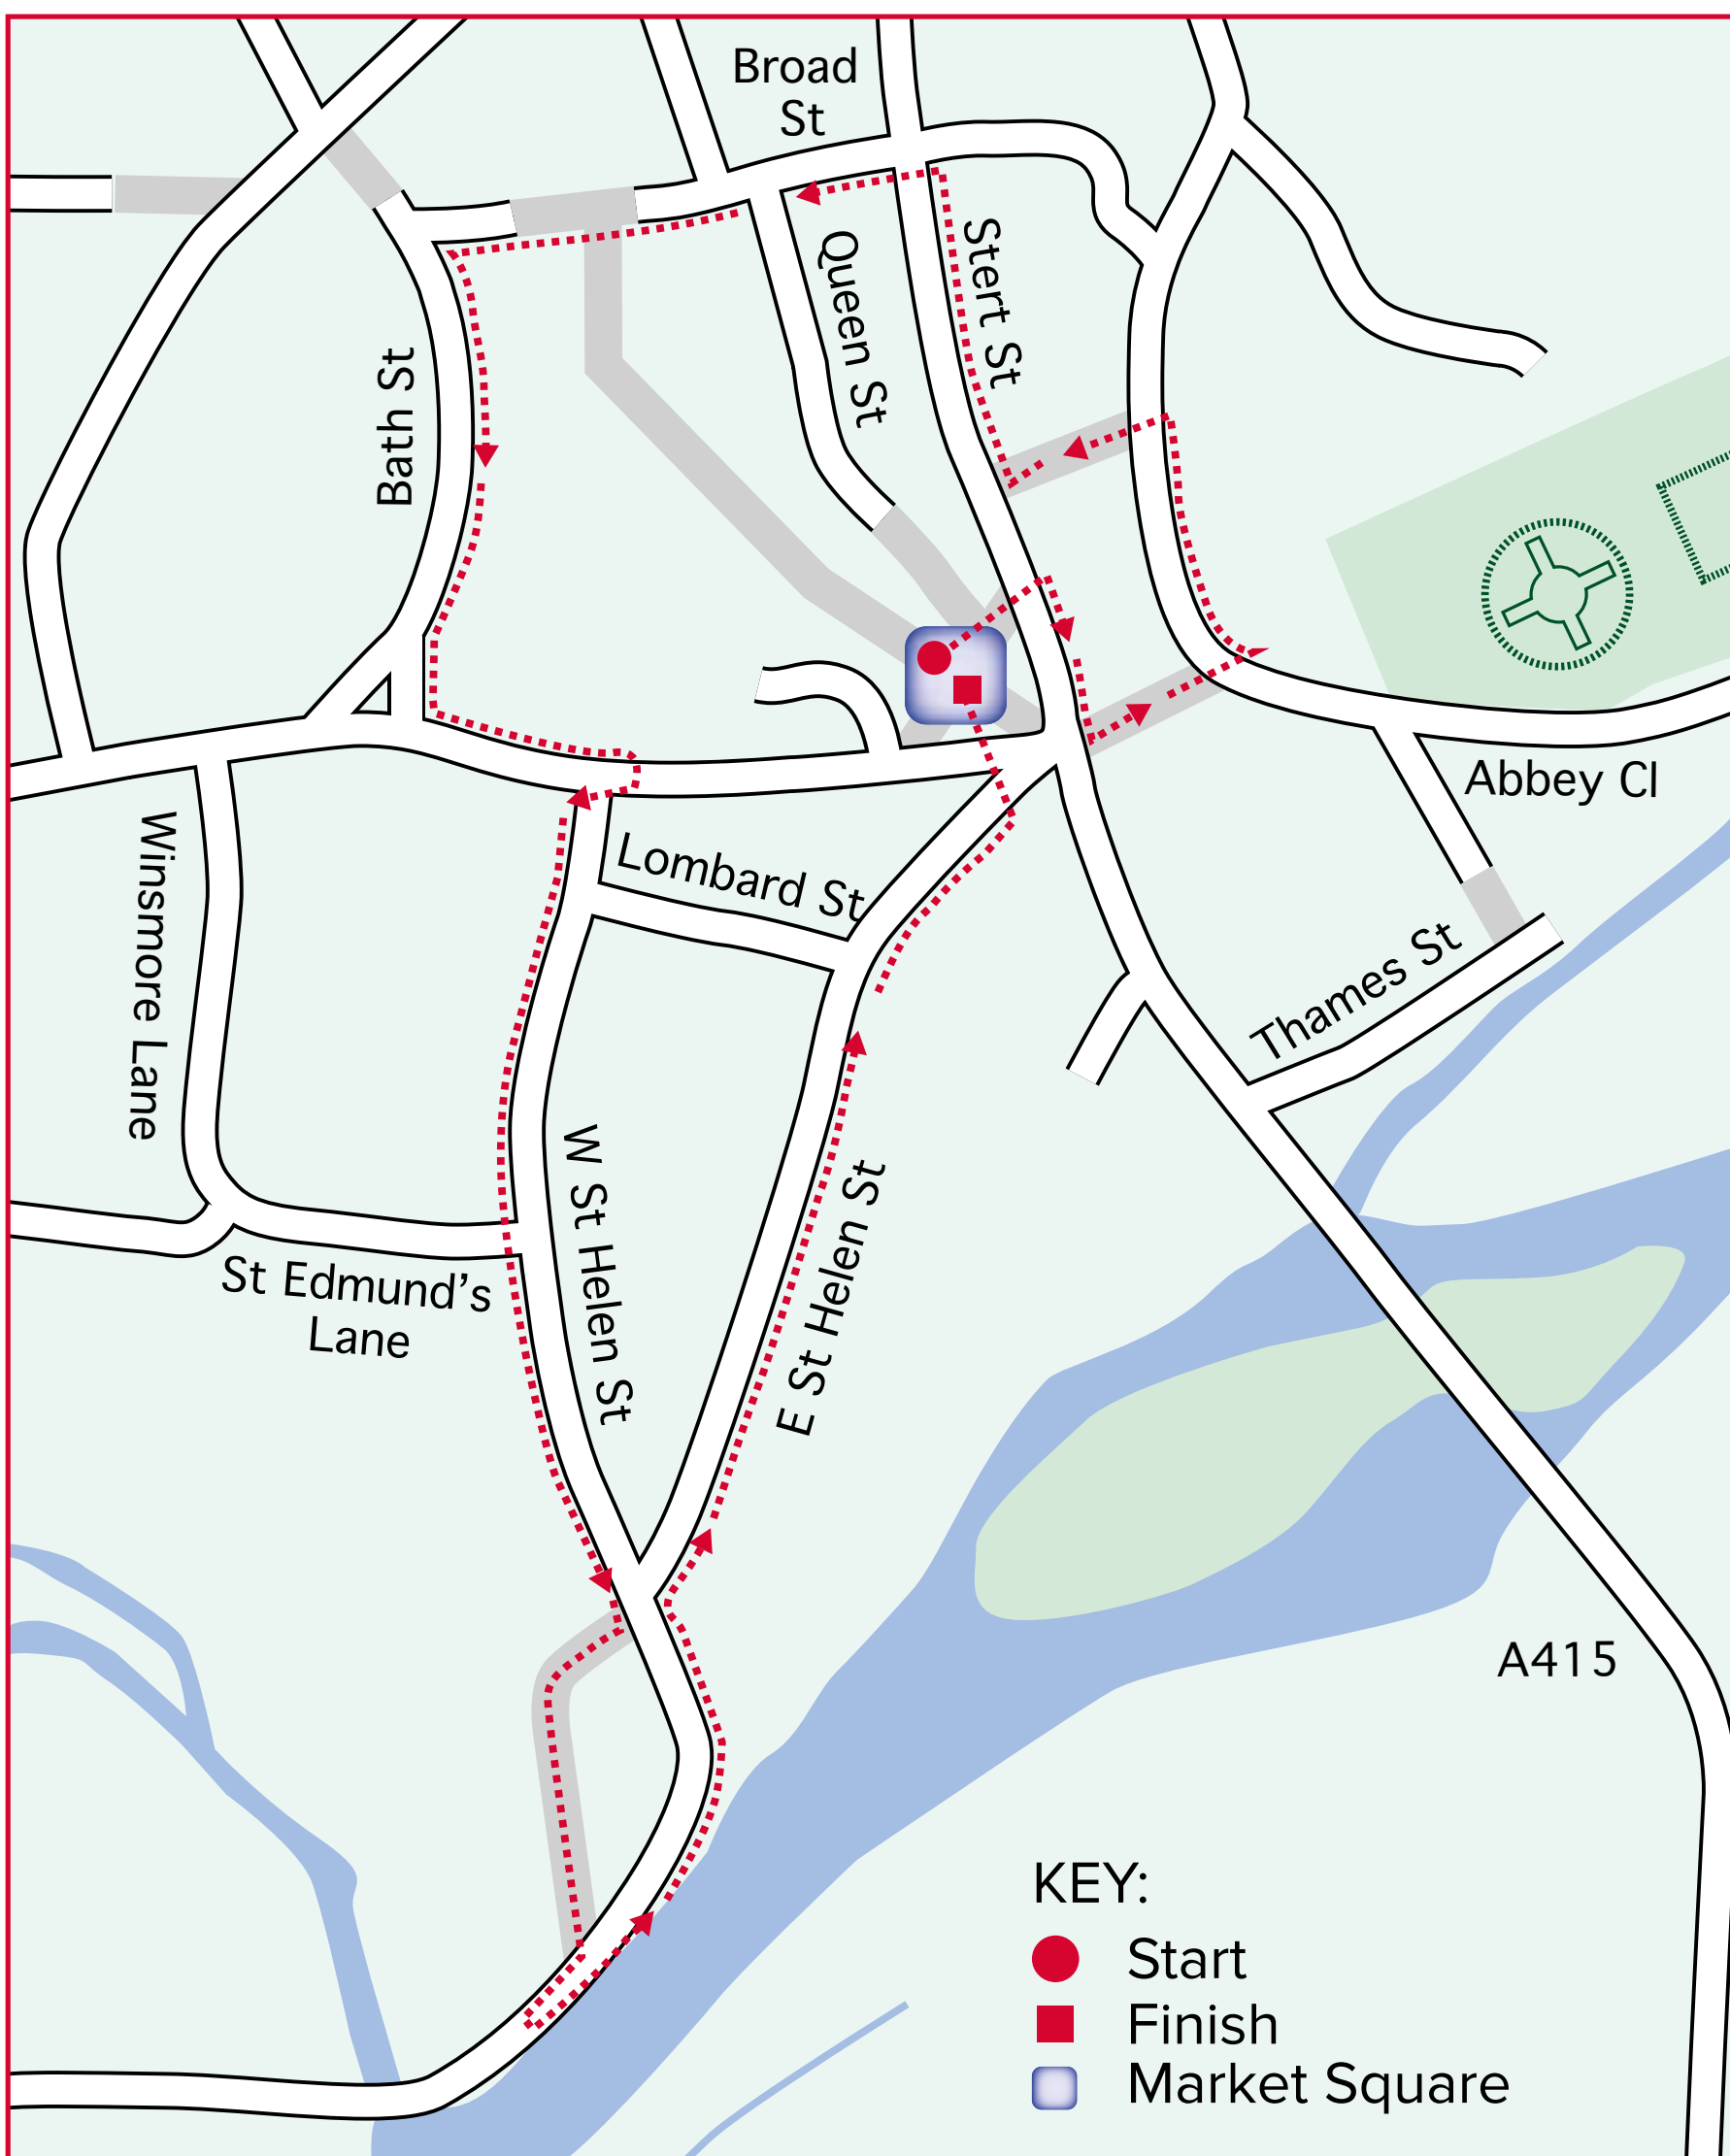 Broad
St
Queen St
Stert St
Bath St
Abbey Cl
Winsmore Lane
Lombard St
Thames St
W St Helen St
E St Helen St
St Edmund’s
Lane
A415
KEY:
Start
Finish
Market Square